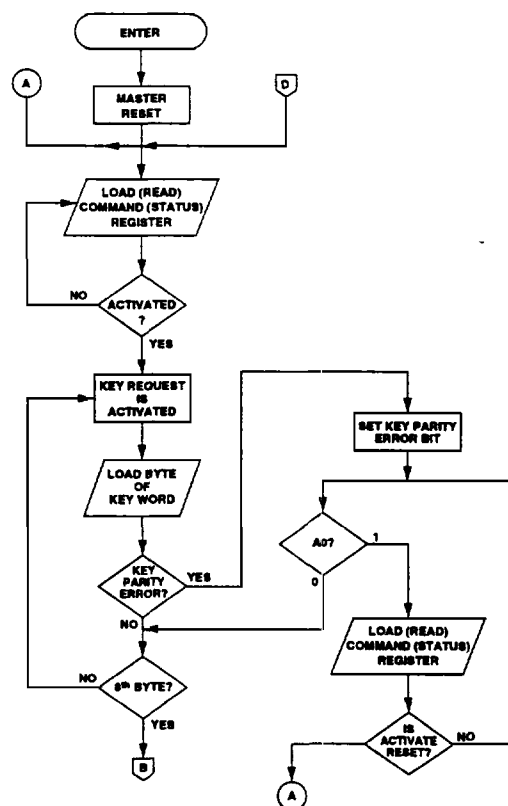 ENTER
A
D
MASTER
RESET
LOAD (READ)
COMMAND (STATUS)
REGISTER
NO
ACTIVATED
?
YES
KEY REQUEST
IS
ACTIVATED
SET KEY PARITY
ERROR BIT
LOAD BYTE
OF
KEY WORD
A0?
1
0
KEY
PARITY
ERROR?
YES
NO
LOAD (READ)
COMMAND (STATUS)
REGISTER
NO
8th BYTE?
YES
IS
ACTIVATE
RESET?
NO
B
A